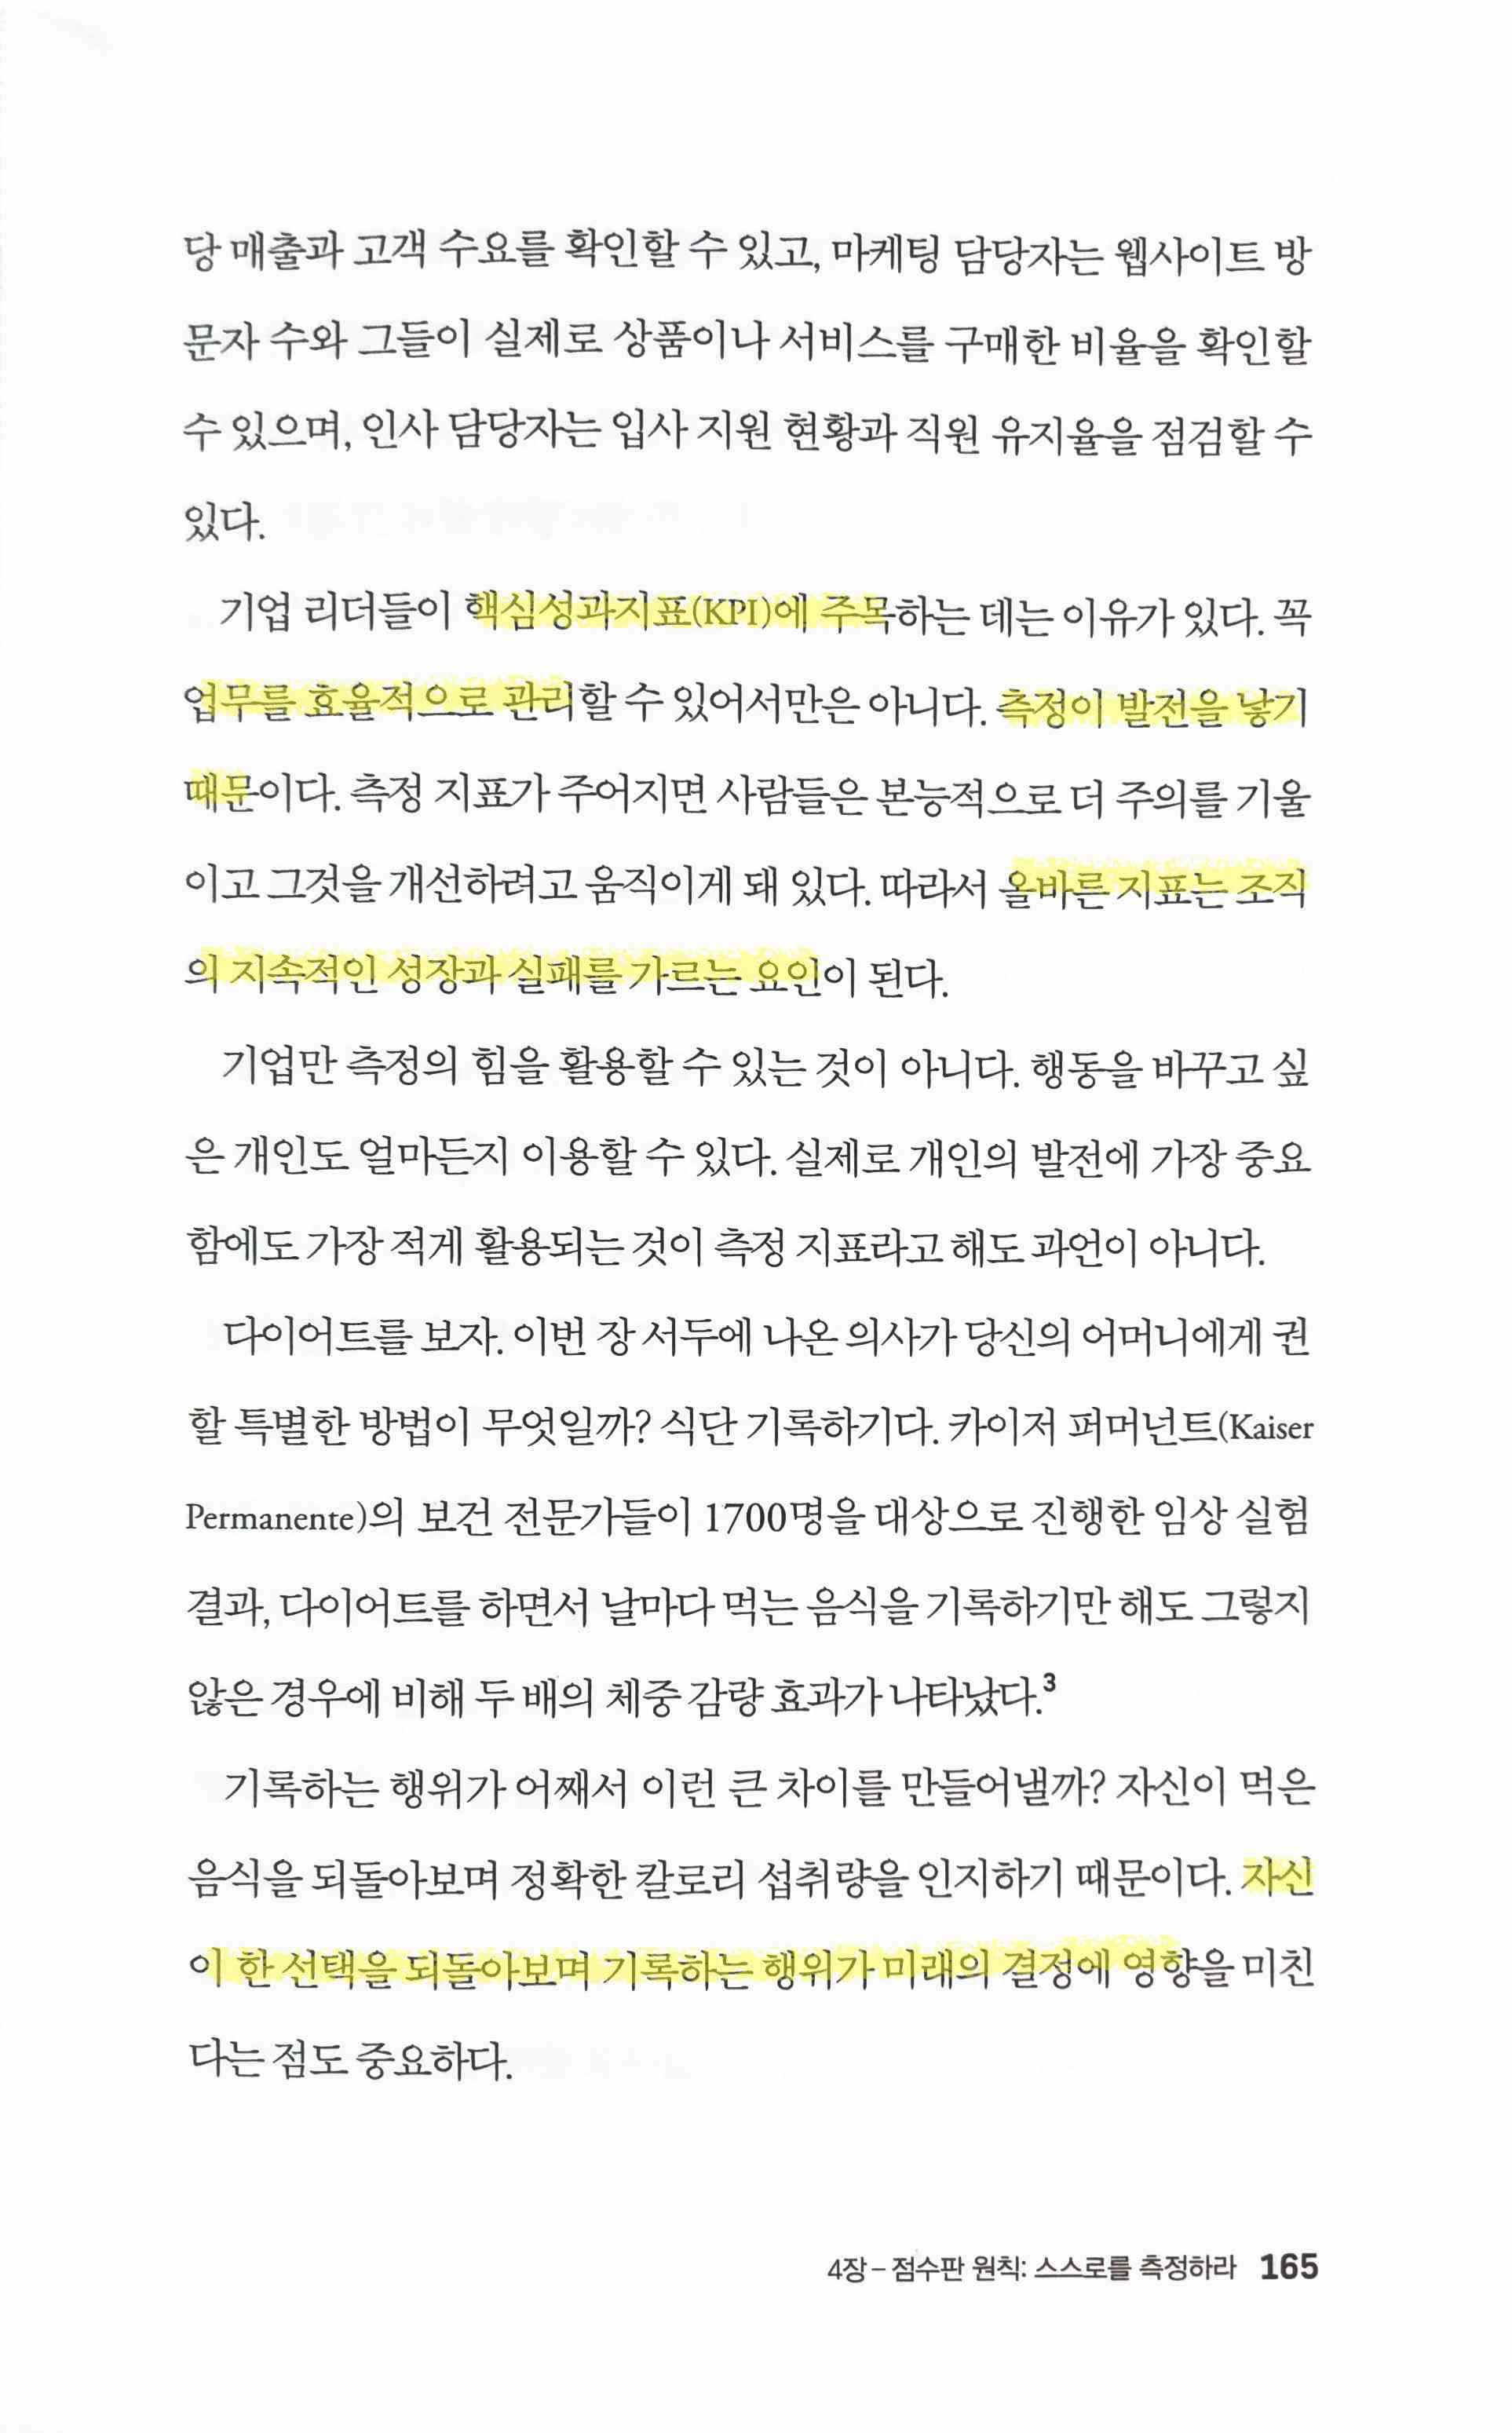 당 매출과 고객 수요를 확인할 수 있고, 마케팅 담당자는 웹사이트 방
문자 수와 그들이 실제로 상품이나 서비스를 구매한 비율을 확인할
수 있으며, 인사 담당자는 입사 지원 현황과 직원 유지율을 점검할 수
있다.
기업 리더들이 핵심성과지표(KPI)에 주목하는 데는 이유가 있다. 꼭
업무를 효율적으로 관리할 수 있어서만은 아니다. 측정이 발전을 낳기
때문이다. 측정 지표가 주어지면 사람들은 본능적으로 더 주의를 기울
이고 그것을 개선하려고 움직이게 돼 있다. 따라서 올바른 지표는 조직
의 지속적인 성장과 실패를 가르는 요인이 된다.
기업만 측정의 힘을 활용할 수 있는 것이 아니다. 행동을 바꾸고 싶
은 개인도 얼마든지 이용할 수 있다. 실제로 개인의 발전에 가장 중요
함에도 가장 적게 활용되는 것이 측정 지표라고 해도 과언이 아니다.
다이어트를 보자. 이번 장 서두에 나온 의사가 당신의 어머니에게 권
할 특별한 방법이 무엇일까? 식단 기록하기다. 카이저 퍼머넌트(Kaiser
Permanente)의 보건 전문가들이 1700명을 대상으로 진행한 임상 실험
결과, 다이어트를 하면서 날마다 먹는 음식을 기록하기만 해도 그렇지
않은 경우에 비해 두 배의 체중 감량 효과가 나타났다.³
기록하는 행위가 어째서 이런 큰 차이를 만들어낼까? 자신이 먹은
음식을 되돌아보며 정확한 칼로리 섭취량을 인지하기 때문이다. 자신
이 한 선택을 되돌아보며 기록하는 행위가 미래의 결정에 영향을 미친
다는 점도 중요하다.
4장 – 점수판 원칙: 스스로를 측정하라 165